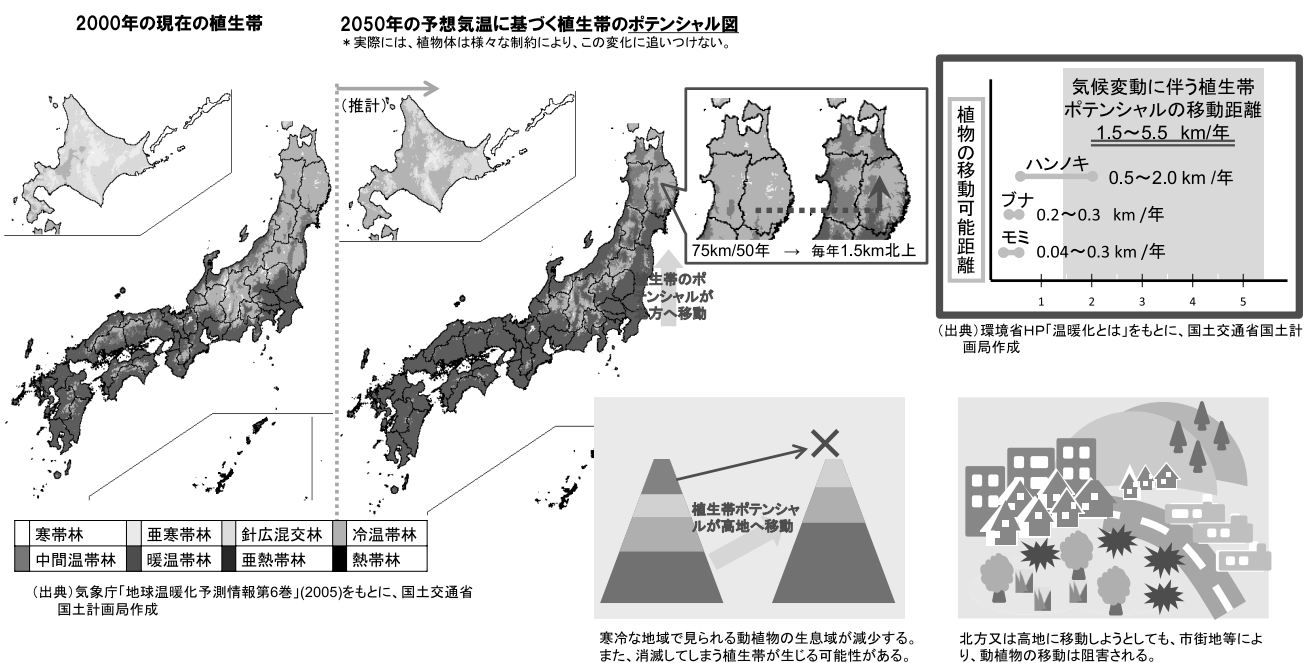 2000年の現在の植生帯
2050年の予想気温に基づく植生帯のポテンシャル図
＊実際には、植物体は様々な制約により、この変化に追いつけない。
(推計)
75km/50年 → 毎年1.5km北上
生帯のポ
ンシャルが
方へ移動
植物の移動可能距離
気候変動に伴う植生帯
ポテンシャルの移動距離
1.5～5.5 km/年
ハンノキ
0.5～2.0 km /年
ブナ
0.2～0.3 km /年
モミ
0.04～0.3 km /年
1 2 3 4 5
（出典）環境省HP「温暖化とは」をもとに、国土交通省国土計
画局作成
寒帯林 亜寒帯林 針広混交林 冷温帯林
中間温帯林 暖温帯林 亜熱帯林 熱帯林
（出典）気象庁「地球温暖化予測情報第6巻」(2005)をもとに、国土交通省
国土計画局作成
植生帯ポテンシャ
ルが高地へ移動
寒冷な地域で見られる動植物の生息域が減少する。
また、消滅してしまう植生帯が生じる可能性がある。
北方又は高地に移動しようとしても、市街地等によ
り、動植物の移動は阻害される。